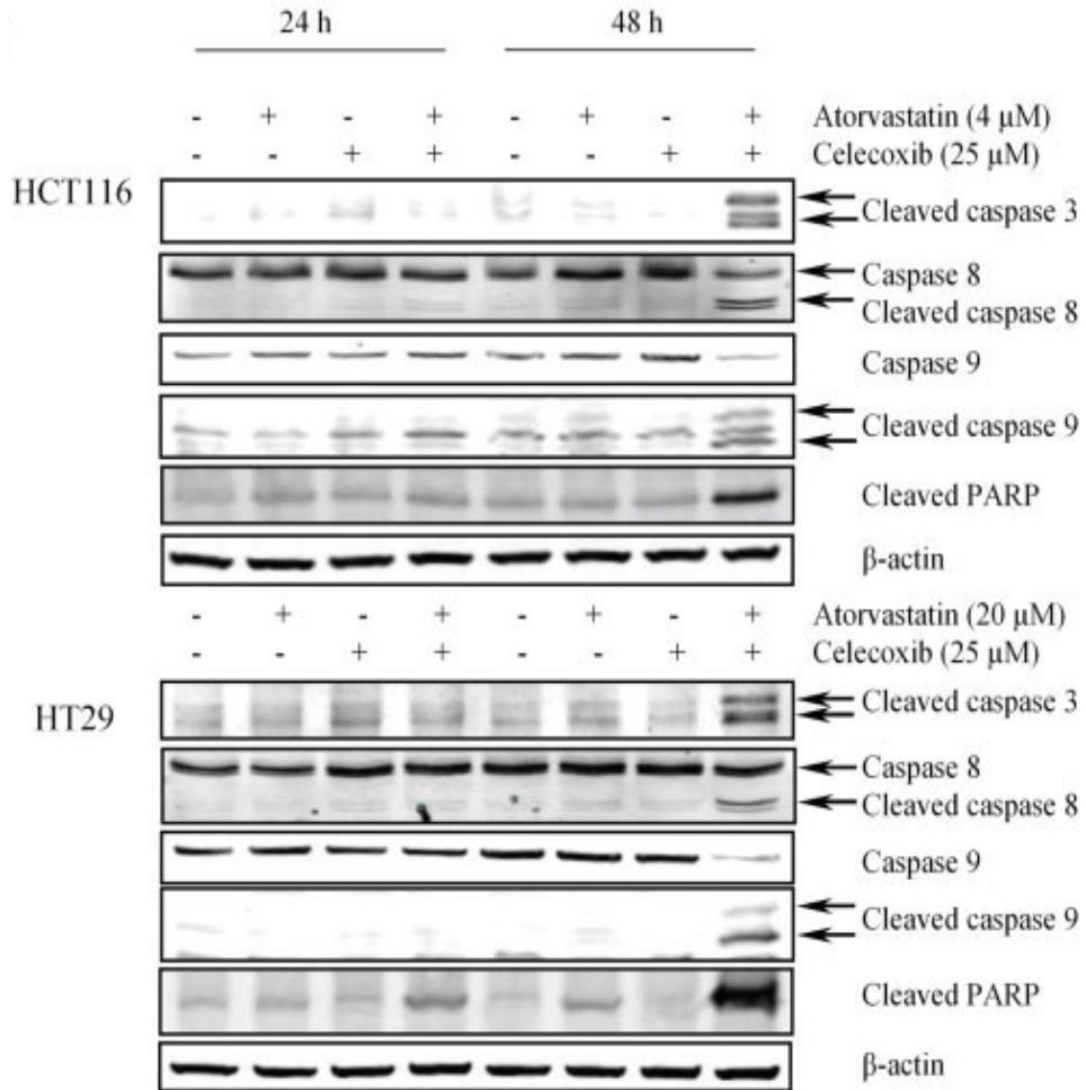 24 h 48 h
- + - + - + - + Atorvastatin (4 µM)
- - + + - - + + Celecoxib (25 µM)
HCT116
Cleaved caspase 3
Caspase 8
Cleaved caspase 8
Caspase 9
Cleaved caspase 9
Cleaved PARP
β-actin
- + - + - + - + Atorvastatin (20 µM)
- - + + - - + + Celecoxib (25 µM)
HT29
Cleaved caspase 3
Caspase 8
Cleaved caspase 8
Caspase 9
Cleaved caspase 9
Cleaved PARP
β-actin